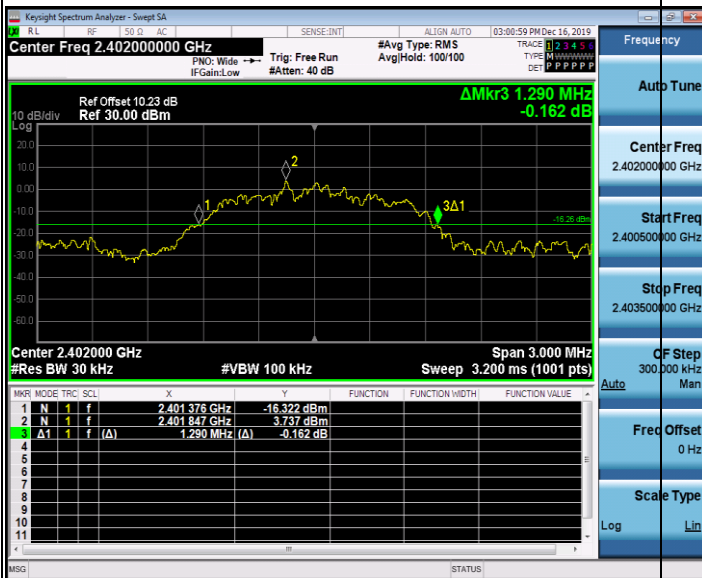 Keysight Spectrum Analyzer - Swept SA
LXI RL RF 50 Ω AC SENSE:INT ALIGN AUTO 03:00:59 PM Dec 16, 2019
Center Freq 2.402000000 GHz
PNO: Wide
IFGain:Low
Trig: Free Run
#Atten: 40 dB
#Avg Type: RMS
Avg|Hold: 100/100
TRACE 1 2 3 4 5 6
TYPE M W W W W W
DET P P P P P P
Frequency
ΔMkr3 1.290 MHz
-0.162 dB
Ref Offset 10.23 dB
10 dB/div Ref 30.00 dBm
Log
20.0
10.0
0.00
-10.0
-20.0
-30.0
-40.0
-50.0
-60.0
1
2
3Δ1
-16.26 dBm
Center 2.402000 GHz Span 3.000 MHz
#Res BW 30 kHz #VBW 100 kHz Sweep 3.200 ms (1001 pts)
MKR MODE TRC SCL X Y FUNCTION FUNCTION WIDTH FUNCTION VALUE
1 N 1 f 2.401 376 GHz -16.322 dBm
2 N 1 f 2.401 847 GHz 3.737 dBm
3 Δ1 1 f (Δ) 1.290 MHz (Δ) -0.162 dB
4
5
6
7
8
9
10
11
MSG STATUS
Auto Tune
Center Freq
2.402000000 GHz
Start Freq
2.400500000 GHz
Stop Freq
2.403500000 GHz
CF Step
300.000 kHz
Auto Man
Freq Offset
0 Hz
Scale Type
Log Lin